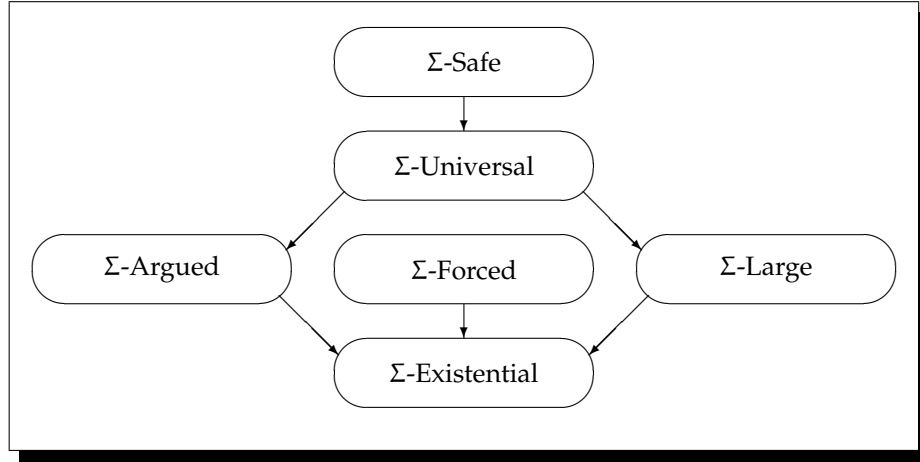 Σ-Safe
Σ-Universal
Σ-Argued
Σ-Forced
Σ-Large
Σ-Existential